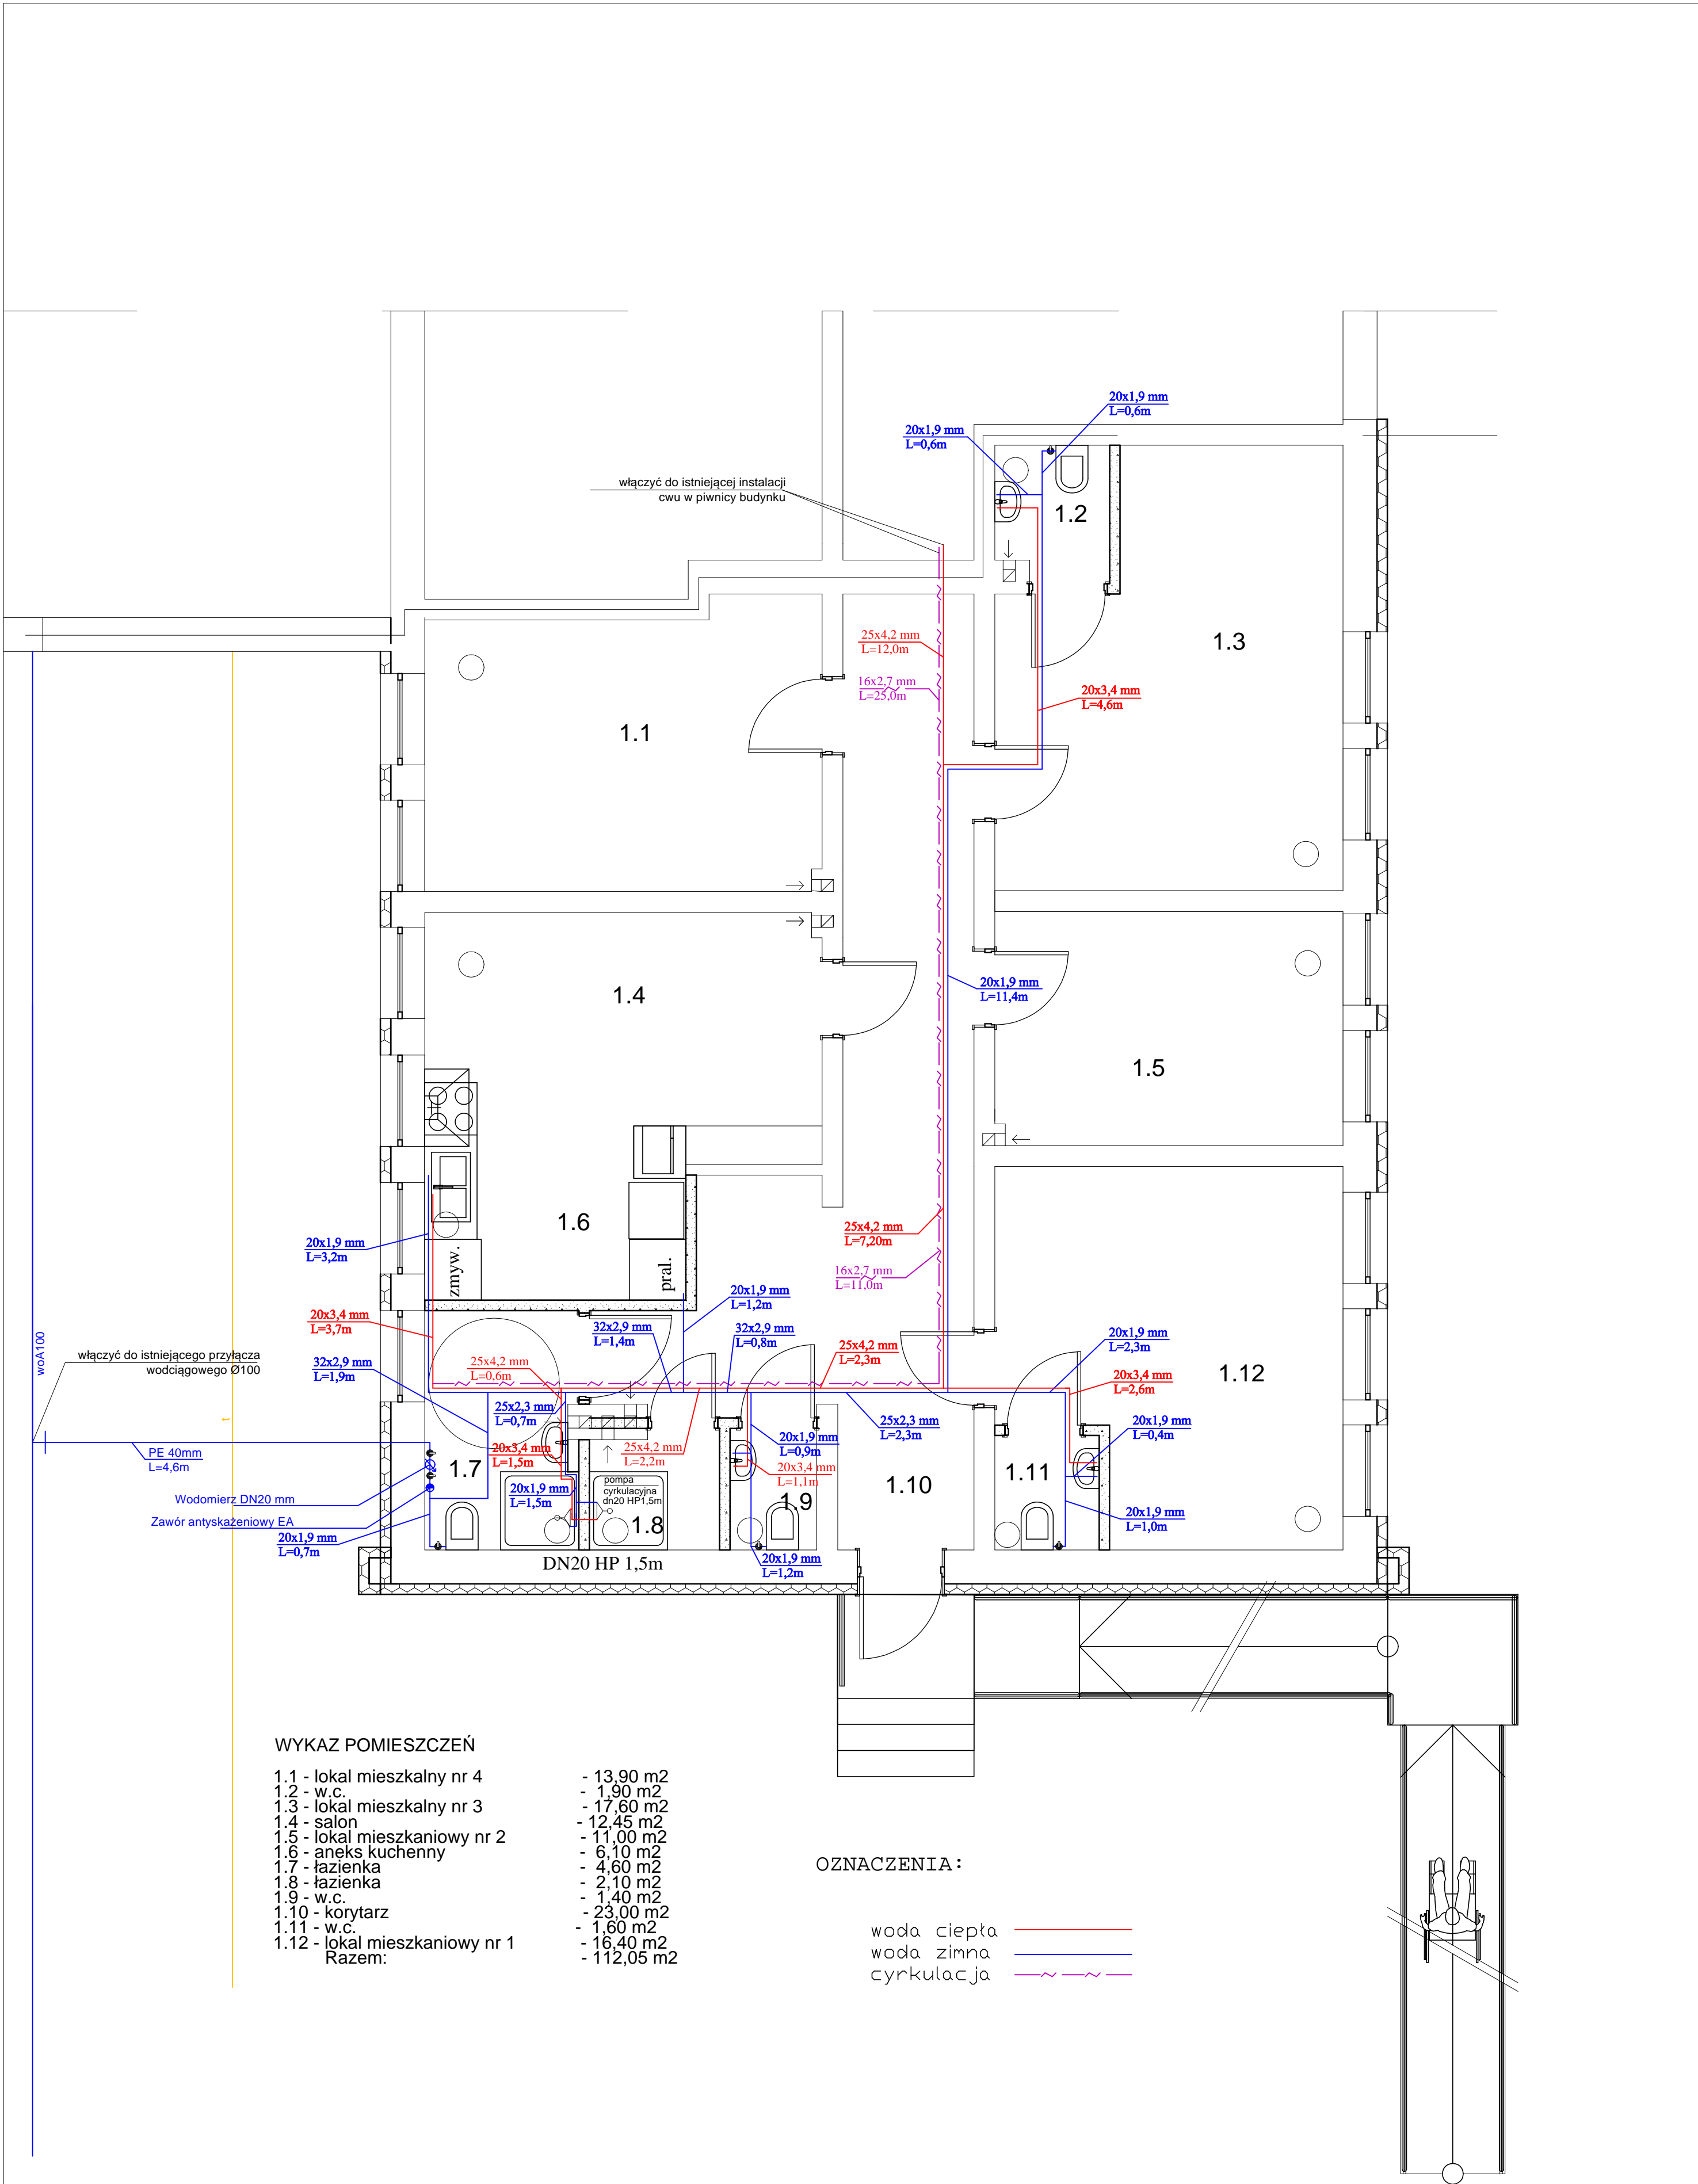 20x1,9 mm
L=0,6m
20x1,9 mm
L=0,6m
włączyć do istniejącej instalacji
cwu w piwnicy budynku
1.2
25x4,2 mm
L=12,0m
1.3
16x2,7 mm
L=25,0m
20x3,4 mm
L=4,6m
1.1
20x1,9 mm
L=11,4m
1.4
1.5
1.6
25x4,2 mm
L=7,20m
20x1,9 mm
L=3,2m
zmyw.
pral.
16x2,7 mm
L=11,0m
20x1,9 mm
L=1,2m
20x3,4 mm
L=3,7m
32x2,9 mm
L=1,4m
32x2,9 mm
L=0,8m
25x4,2 mm
L=2,3m
20x1,9 mm
L=2,3m
woA100
włączyć do istniejącego przyłącza
wodciągowego Ø100
32x2,9 mm
L=1,9m
25x4,2 mm
L=0,6m
1.12
20x3,4 mm
L=2,6m
25x2,3 mm
L=0,7m
25x2,3 mm
L=2,3m
20x1,9 mm
L=0,4m
PE 40mm
L=4,6m
20x3,4 mm
L=1,5m
25x4,2 mm
L=2,2m
20x1,9 mm
L=0,9m
20x3,4 mm
L=1,1m
1.7
1.11
1.10
Wodomierz DN20 mm
20x1,9 mm
L=1,5m
pompa
cyrkulacyjna
dn20 HP1,5m
1.9
Zawór antyskażeniowy EA
20x1,9 mm
L=0,7m
1.8
20x1,9 mm
L=1,0m
DN20 HP 1,5m
20x1,9 mm
L=1,2m
WYKAZ POMIESZCZEŃ
1.1 - lokal mieszkalny nr 4 - 13,90 m2
1.2 - w.c. - 1,90 m2
1.3 - lokal mieszkalny nr 3 - 17,60 m2
1.4 - salon - 12,45 m2
1.5 - lokal mieszkaniowy nr 2 - 11,00 m2
1.6 - aneks kuchenny - 6,10 m2
1.7 - łazienka - 4,60 m2
1.8 - łazienka - 2,10 m2
1.9 - w.c. - 1,40 m2
1.10 - korytarz - 23,00 m2
1.11 - w.c. - 1,60 m2
1.12 - lokal mieszkaniowy nr 1 - 16,40 m2
Razem: - 112,05 m2
OZNACZENIA:
woda ciepła
woda zimna
cyrkulacja